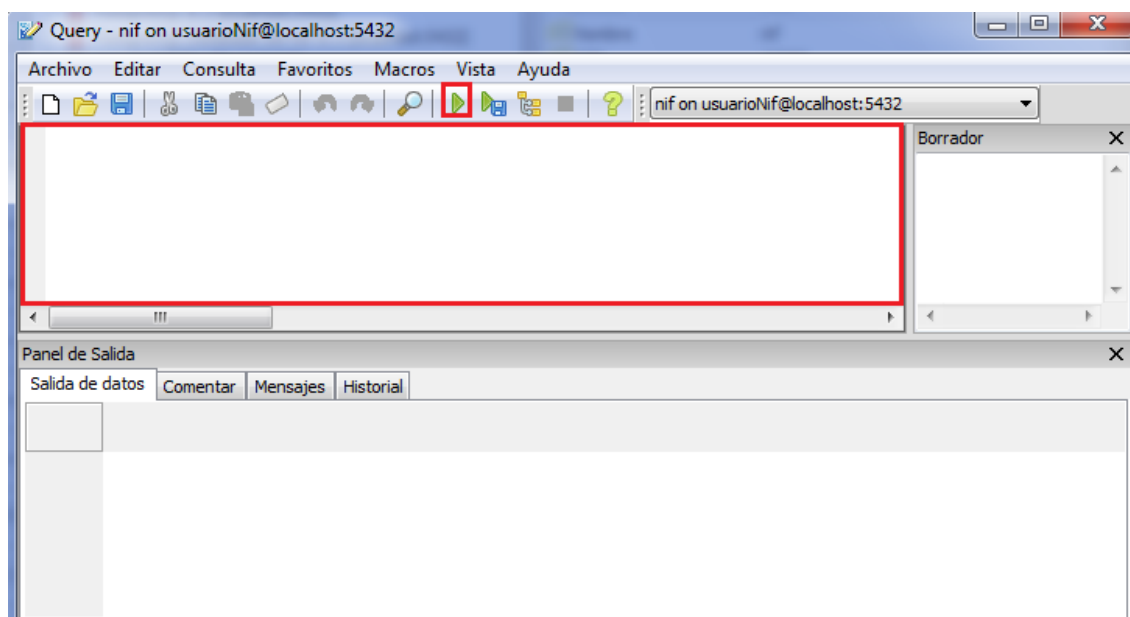 Query - nif on usuarioNif@localhost:5432
Archivo Editar Consulta Favoritos Macros Vista Ayuda
nif on usuarioNif@localhost:5432
Borrador
Panel de Salida
Salida de datos Comentar Mensajes Historial